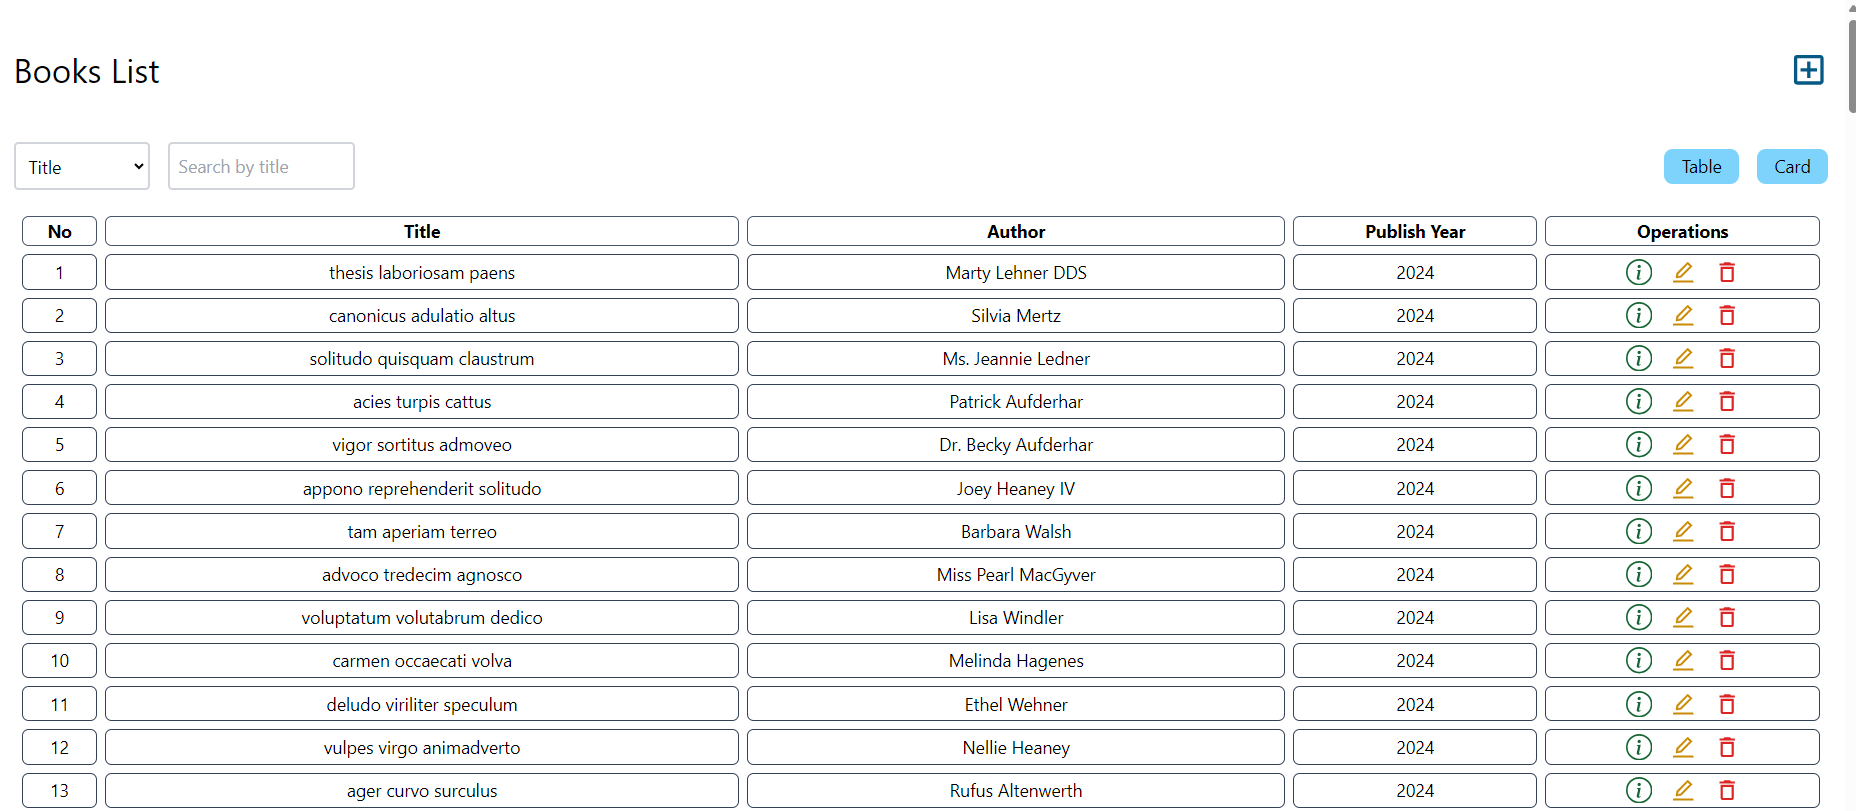 Books List
Title Search by title Table Card
No Title Author Publish Year Operations
1 thesis laboriosam paens Marty Lehner DDS 2024
2 canonicus adulatio altus Silvia Mertz 2024
3 solitudo quisquam claustrum Ms. Jeannie Ledner 2024
4 acies turpis cattus Patrick Aufderhar 2024
5 vigor sortitus admoveo Dr. Becky Aufderhar 2024
6 appono reprehenderit solitudo Joey Heaney IV 2024
7 tam aperiam terreo Barbara Walsh 2024
8 advoco tredecim agnosco Miss Pearl MacGyver 2024
9 voluptatum volutabrum dedico Lisa Windler 2024
10 carmen occaecati volva Melinda Hagenes 2024
11 deludo viriliter speculum Ethel Wehner 2024
12 vulpes virgo animadverto Nellie Heaney 2024
13 ager curvo surculus Rufus Altenwerth 2024